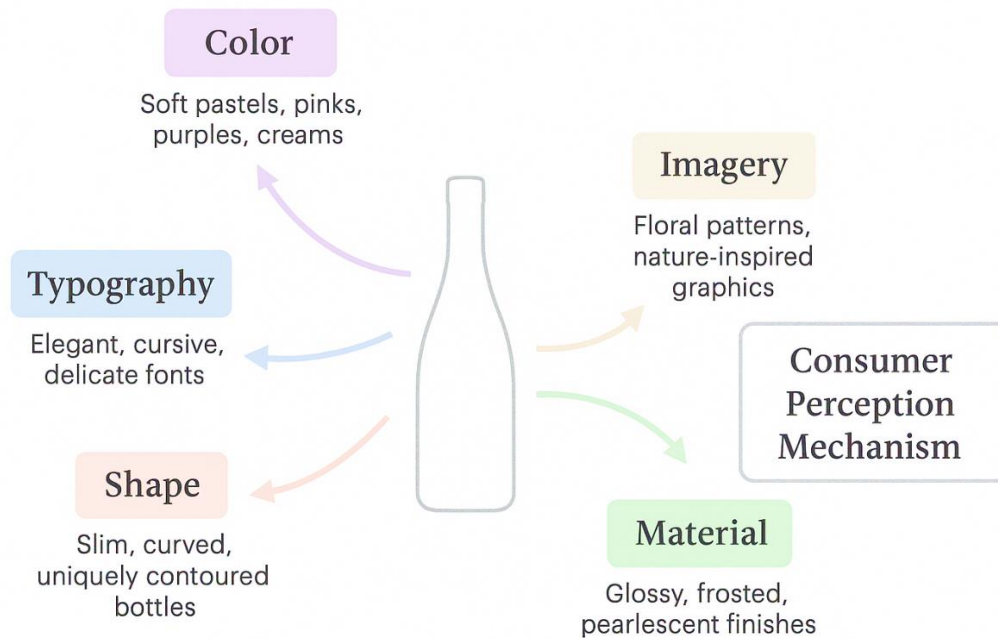 Color
Soft pastels, pinks,
purples, creams
Imagery
Floral patterns,
nature-inspired
graphics
Typography
Elegant, cursive,
delicate fonts
Consumer
Perception
Mechanism
Shape
Slim, curved,
uniquely contoured
bottles
Material
Glossy, frosted,
pearlescent finishes